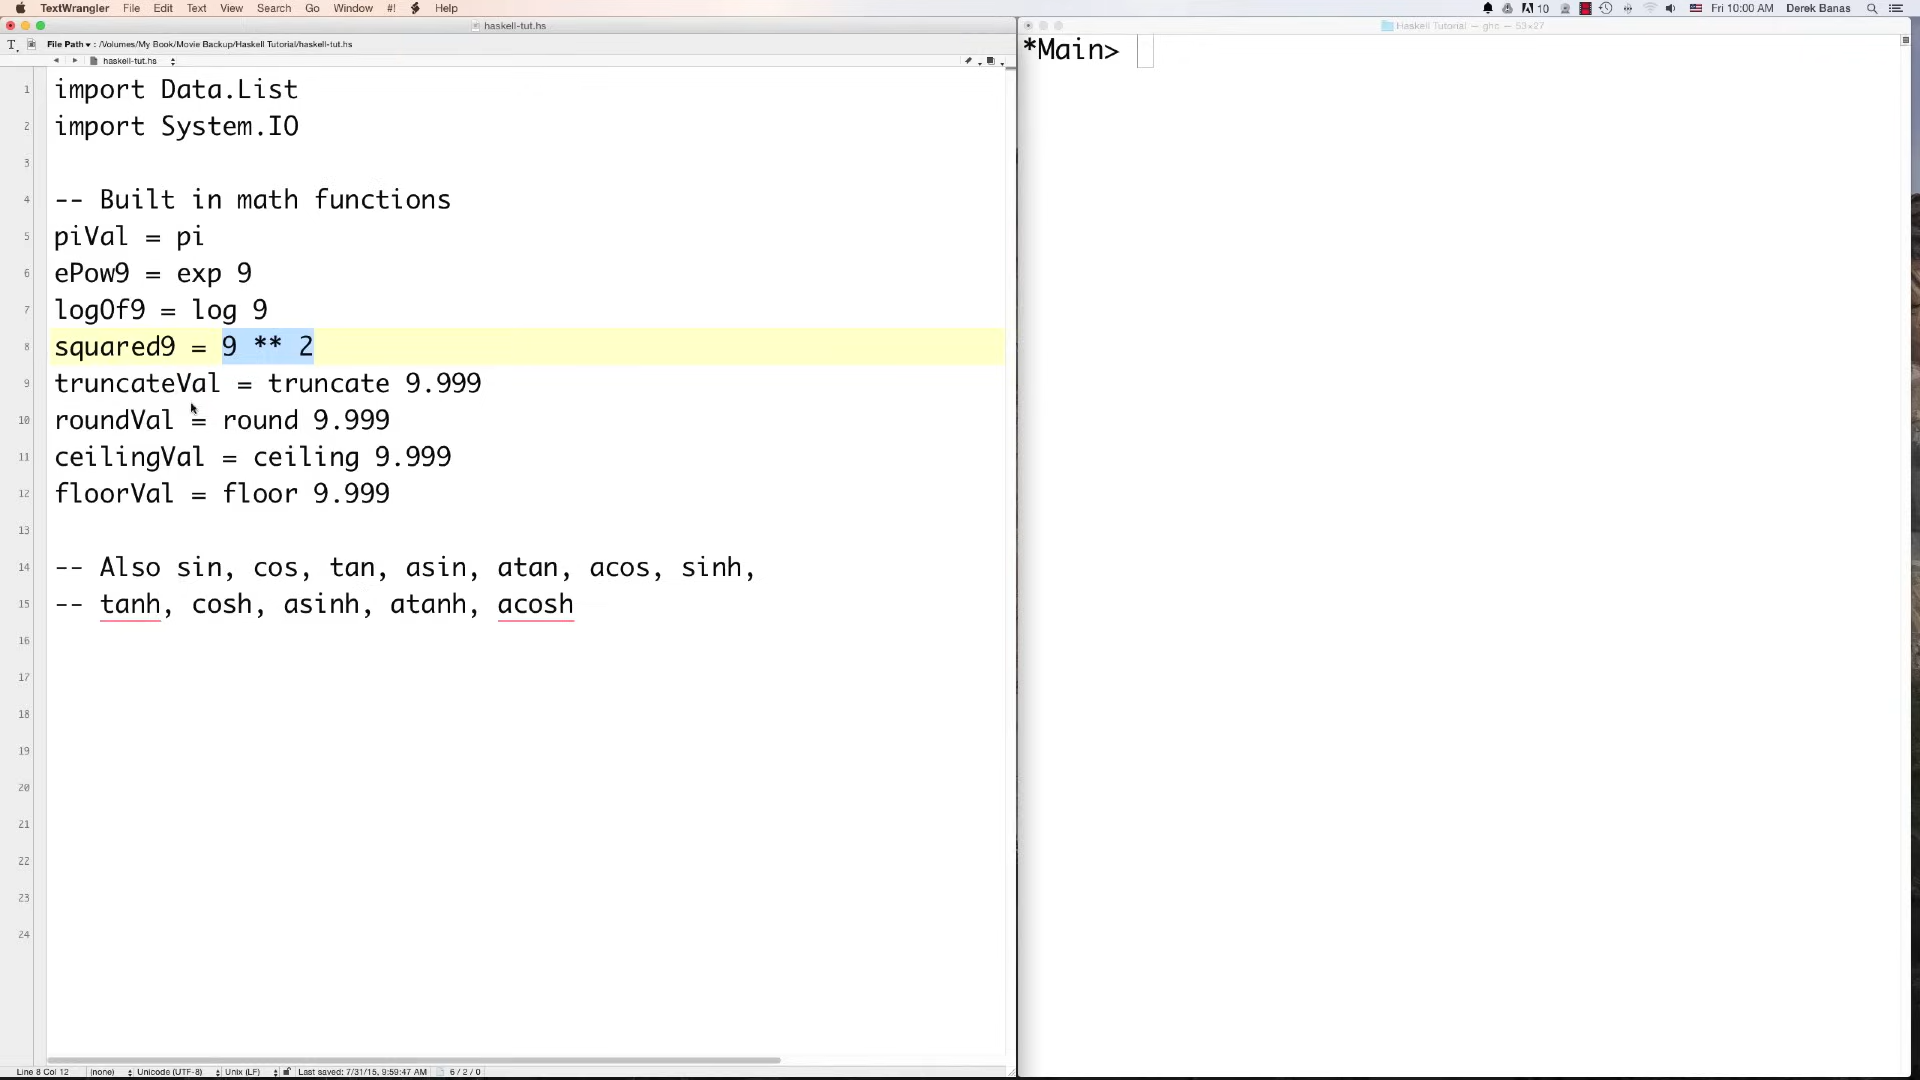 TextWrangler File Edit Text View Search Go Window #! Help
10 Fri 10:00 AM Derek Banas
haskell-tut.hs
Haskell Tutorial — ghc — 53×27
File Path ▾ : /Volumes/My Book/Movie Backup/Haskell Tutorial/haskell-tut.hs
haskell-tut.hs
*Main>
1 import Data.List
2 import System.IO
3
4 -- Built in math functions
5 piVal = pi
6 ePow9 = exp 9
7 logOf9 = log 9
8 squared9 = 9 ** 2
9 truncateVal = truncate 9.999
10 roundVal = round 9.999
11 ceilingVal = ceiling 9.999
12 floorVal = floor 9.999
13
14 -- Also sin, cos, tan, asin, atan, acos, sinh,
15 -- tanh, cosh, asinh, atanh, acosh
16
17
18
19
20
21
22
23
24
Line 8 Col 12 (none) Unicode (UTF-8) Unix (LF) Last saved: 7/31/15, 9:59:47 AM 6 / 2 / 0